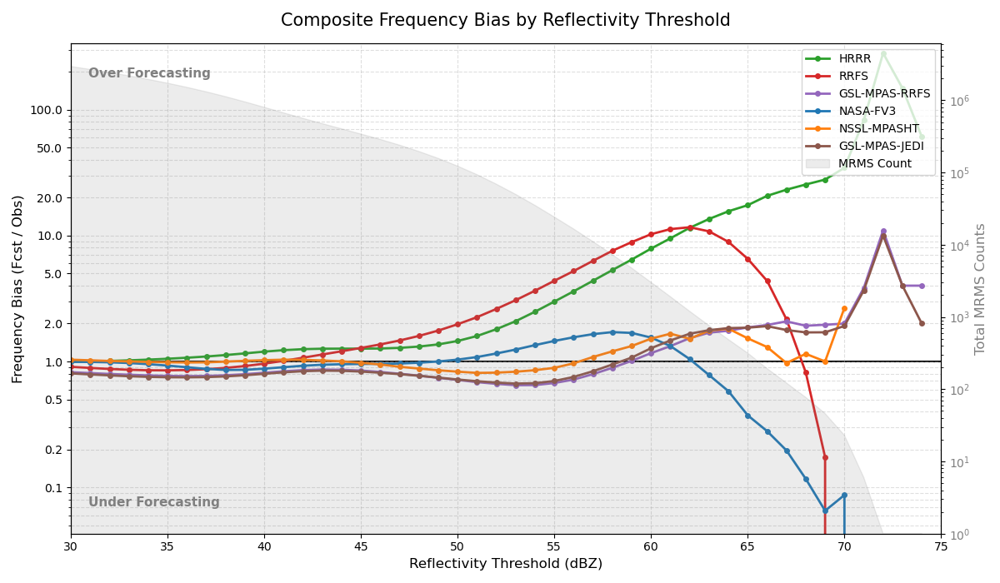 Composite Frequency Bias by Reflectivity Threshold
Over Forecasting
Under Forecasting
HRRR
RRFS
GSL-MPAS-RRFS
NASA-FV3
NSSL-MPASHT
GSL-MPAS-JEDI
MRMS Count
Frequency Bias (Fcst / Obs)
100.0
50.0
20.0
10.0
5.0
2.0
1.0
0.5
0.2
0.1
30
35
40
45
50
55
60
65
70
75
Reflectivity Threshold (dBZ)
10⁶
10⁵
10⁴
10³
10²
10¹
10⁰
Total MRMS Counts